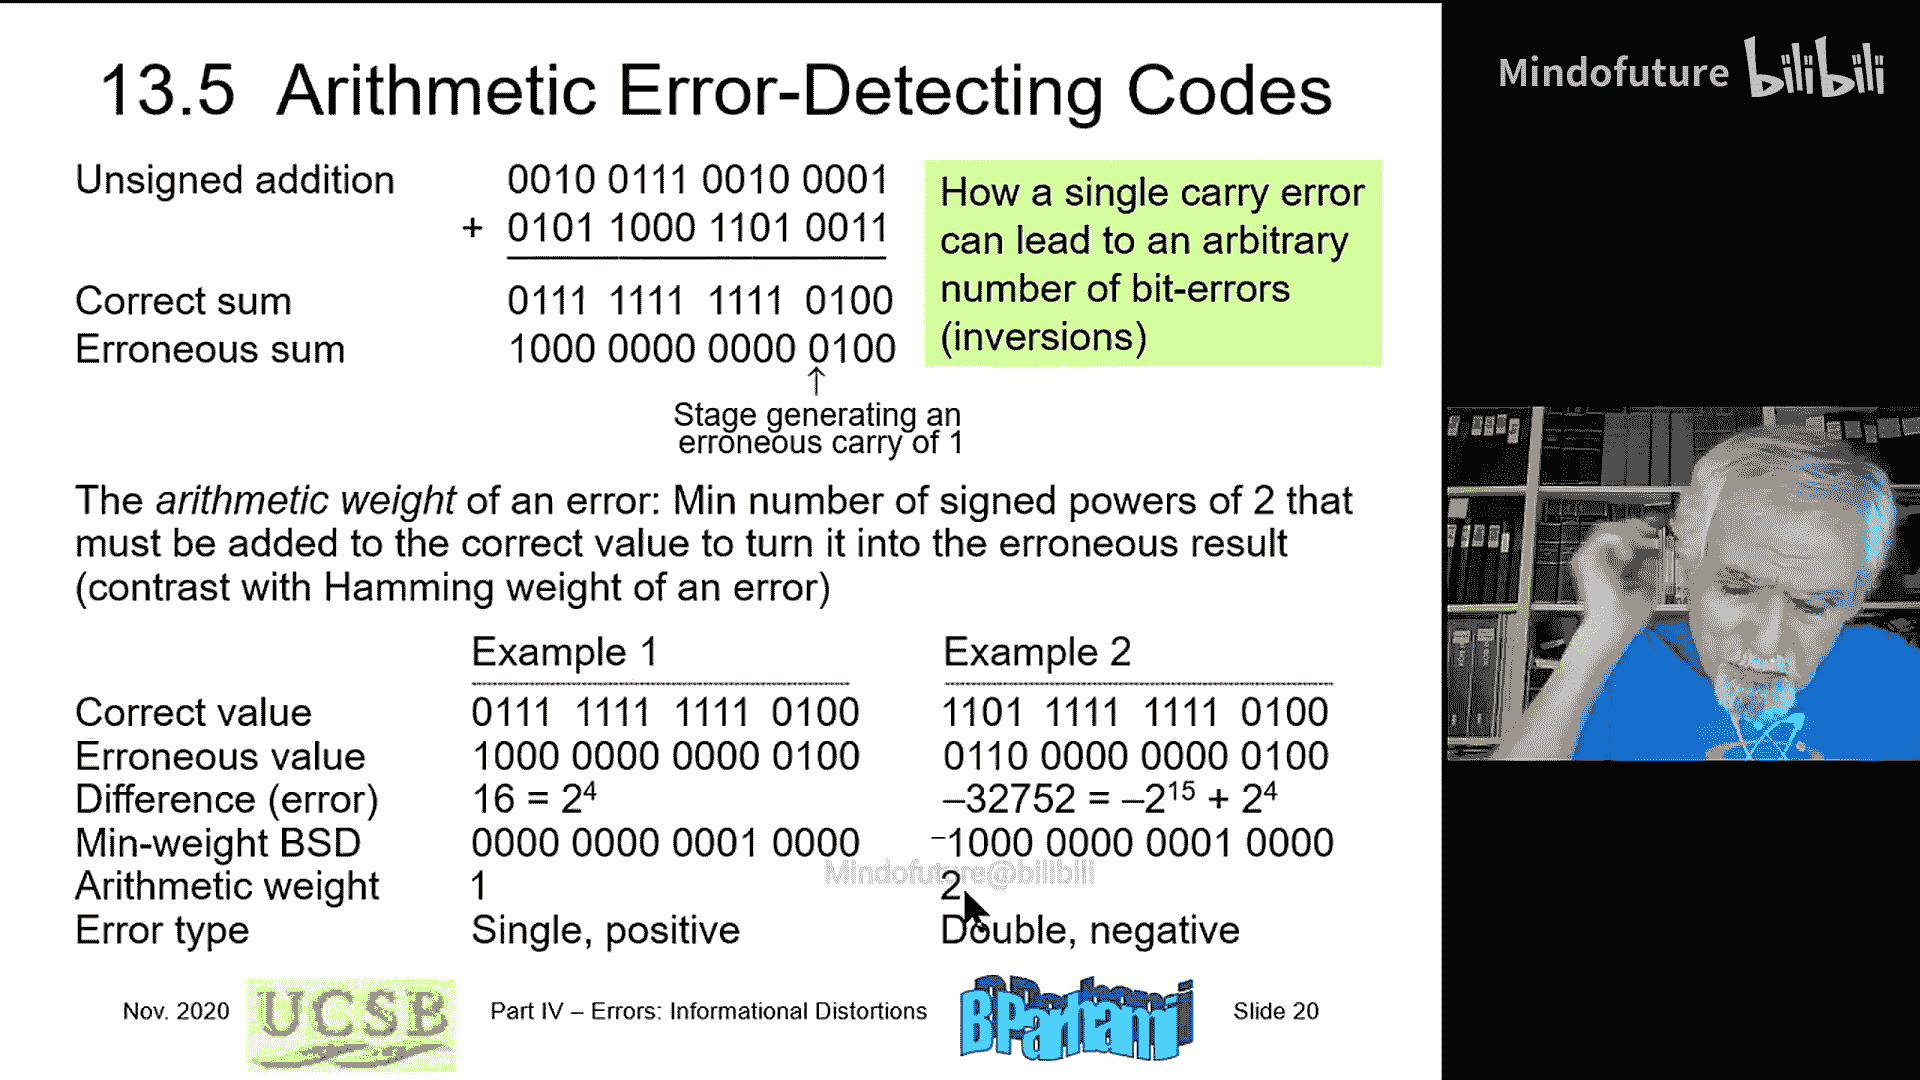 13.5 Arithmetic Error-Detecting Codes
Mindofuture bilibili
Unsigned addition 0010 0111 0010 0001
+ 0101 1000 1101 0011
Correct sum 0111 1111 1111 0100
Erroneous sum 1000 0000 0000 0100
How a single carry error
can lead to an arbitrary
number of bit-errors
(inversions)
↑
Stage generating an
erroneous carry of 1
The arithmetic weight of an error: Min number of signed powers of 2 that
must be added to the correct value to turn it into the erroneous result
(contrast with Hamming weight of an error)
Example 1 Example 2
Correct value 0111 1111 1111 0100 1101 1111 1111 0100
Erroneous value 1000 0000 0000 0100 0110 0000 0000 0100
Difference (error) 16 = 2⁴ –32752 = –2¹⁵ + 2⁴
Min-weight BSD 0000 0000 0001 0000 ⁻1000 0000 0001 0000
Mindofuture@bilibili
Arithmetic weight 1 2
Error type Single, positive Double, negative
Nov. 2020 UCSB Part IV – Errors: Informational Distortions B Parhami Slide 20